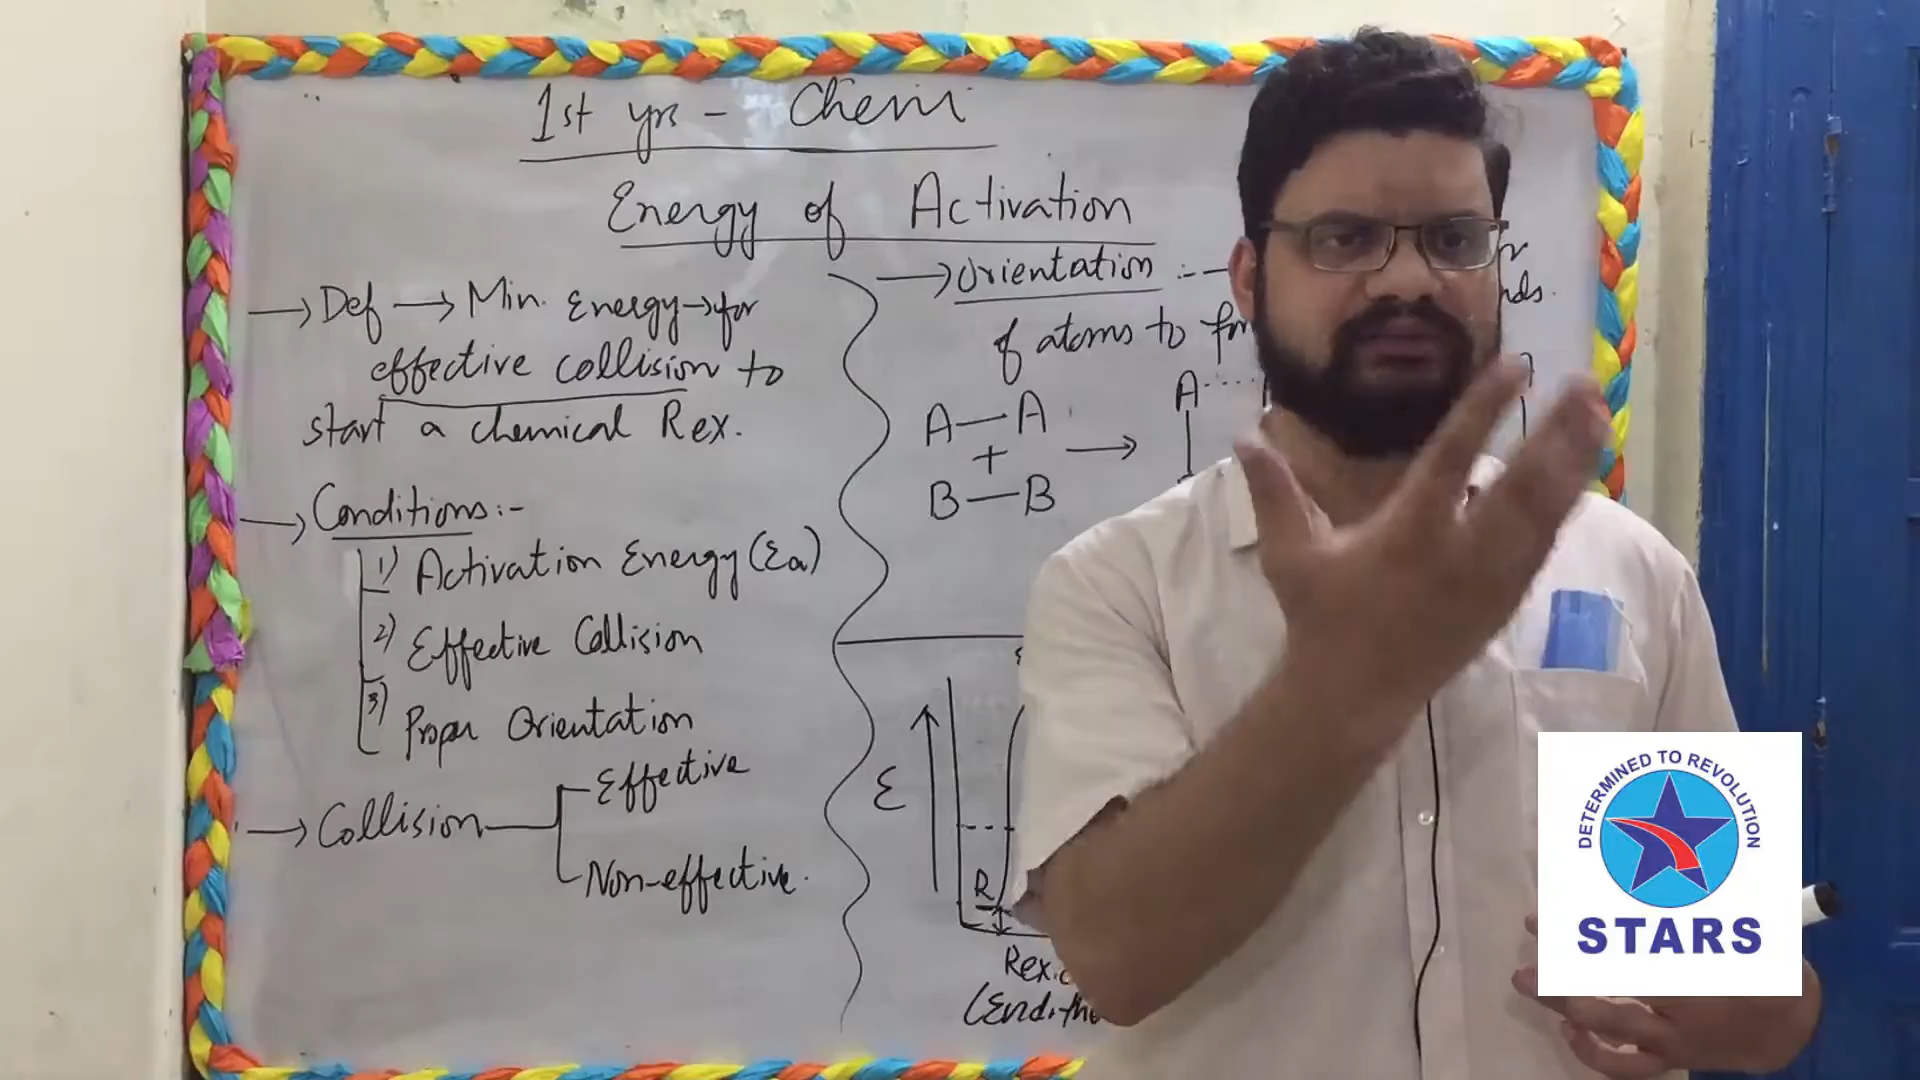 1st yr - Chem
Energy of Activation
→ Def → Min. Energy → for
effective collision to
start a chemical Rex.
→ Conditions :-
1) Activation Energy (Ea)
2) Effective Collision
3) Proper Orientation
→ Collision
Effective
Non-effective.
→ Orientation :-
of atoms to
A — A
+
B — B
→
A
E
R
DETERMINED TO REVOLUTION
STARS